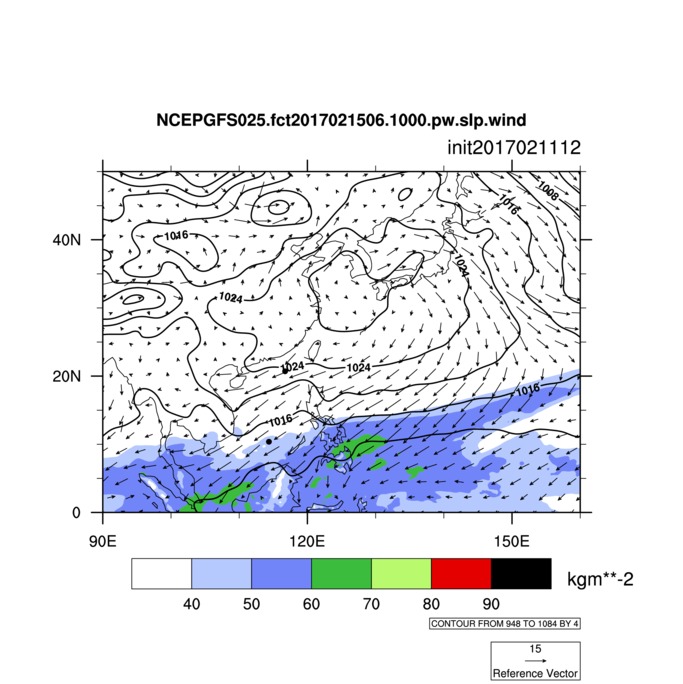 NCEPGFS025.fct2017021506.1000.pw.slp.wind
init2017021112
1008
1016
40N
1016
1024
1024
20N
1024
1024
1016
1016
0
90E 120E 150E
kgm**-2
40 50 60 70 80 90
CONTOUR FROM 948 TO 1084 BY 4
15
Reference Vector